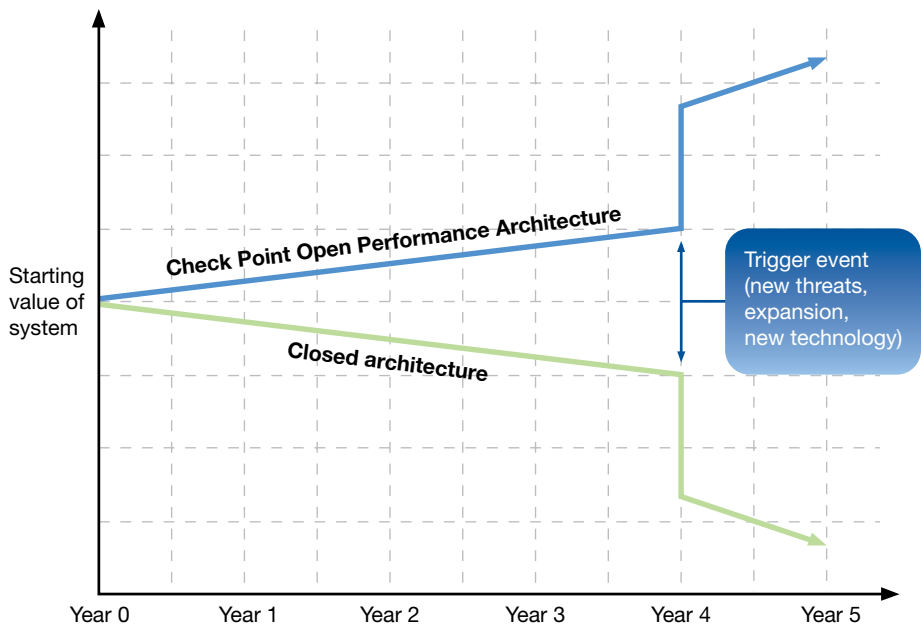 Check Point Open Performance Architecture
Starting
value of
system
Trigger event
(new threats,
expansion,
new technology)
Closed architecture
Year 0 Year 1 Year 2 Year 3 Year 4 Year 5